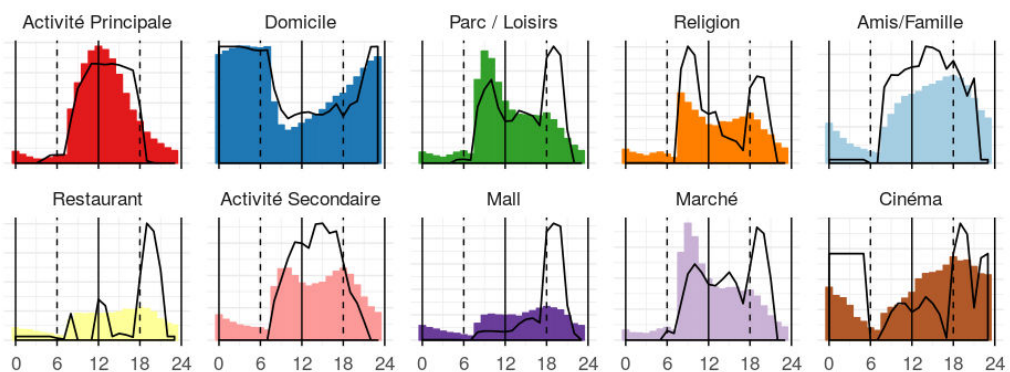 Activité Principale Domicile Parc / Loisirs Religion Amis/Famille
Restaurant Activité Secondaire Mall Marché Cinéma
0 6 12 18 24 0 6 12 18 24 0 6 12 18 24 0 6 12 18 24 0 6 12 18 24